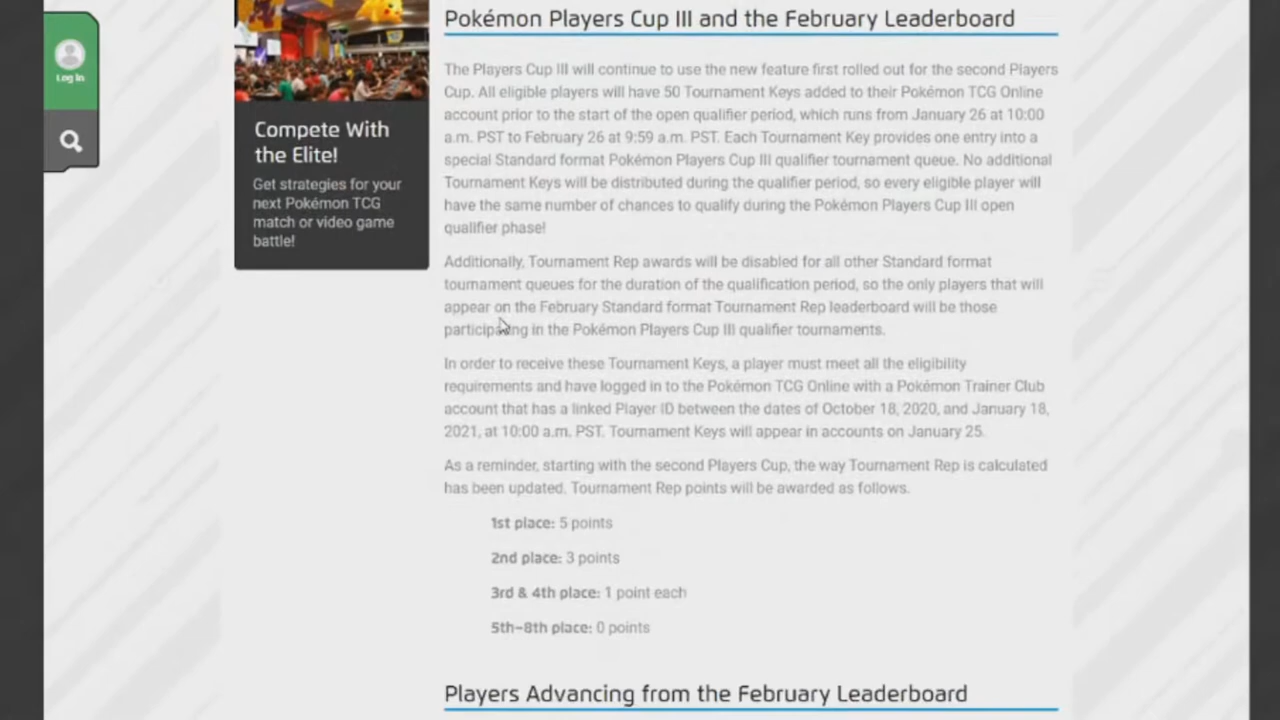 Log In
Compete With
the Elite!
Get strategies for your
next Pokémon TCG
match or video game
battle!
Pokémon Players Cup III and the February Leaderboard
The Players Cup III will continue to use the new feature first rolled out for the second Players
Cup. All eligible players will have 50 Tournament Keys added to their Pokémon TCG Online
account prior to the start of the open qualifier period, which runs from January 26 at 10:00
a.m. PST to February 26 at 9:59 a.m. PST. Each Tournament Key provides one entry into a
special Standard format Pokémon Players Cup III qualifier tournament queue. No additional
Tournament Keys will be distributed during the qualifier period, so every eligible player will
have the same number of chances to qualify during the Pokémon Players Cup III open
qualifier phase!
Additionally, Tournament Rep awards will be disabled for all other Standard format
tournament queues for the duration of the qualification period, so the only players that will
appear on the February Standard format Tournament Rep leaderboard will be those
participating in the Pokémon Players Cup III qualifier tournaments.
In order to receive these Tournament Keys, a player must meet all the eligibility
requirements and have logged in to the Pokémon TCG Online with a Pokémon Trainer Club
account that has a linked Player ID between the dates of October 18, 2020, and January 18,
2021, at 10:00 a.m. PST. Tournament Keys will appear in accounts on January 25.
As a reminder, starting with the second Players Cup, the way Tournament Rep is calculated
has been updated. Tournament Rep points will be awarded as follows.
1st place: 5 points
2nd place: 3 points
3rd & 4th place: 1 point each
5th–8th place: 0 points
Players Advancing from the February Leaderboard